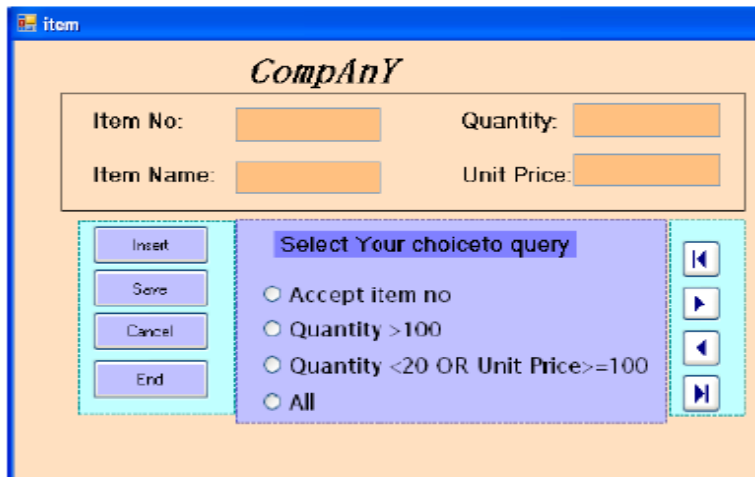 item
CompAnY
Item No:
Quantity:
Item Name:
Unit Price:
Insert
Save
Cancel
End
Select Your choiceto query
Accept item no
Quantity >100
Quantity <20 OR Unit Price>=100
All